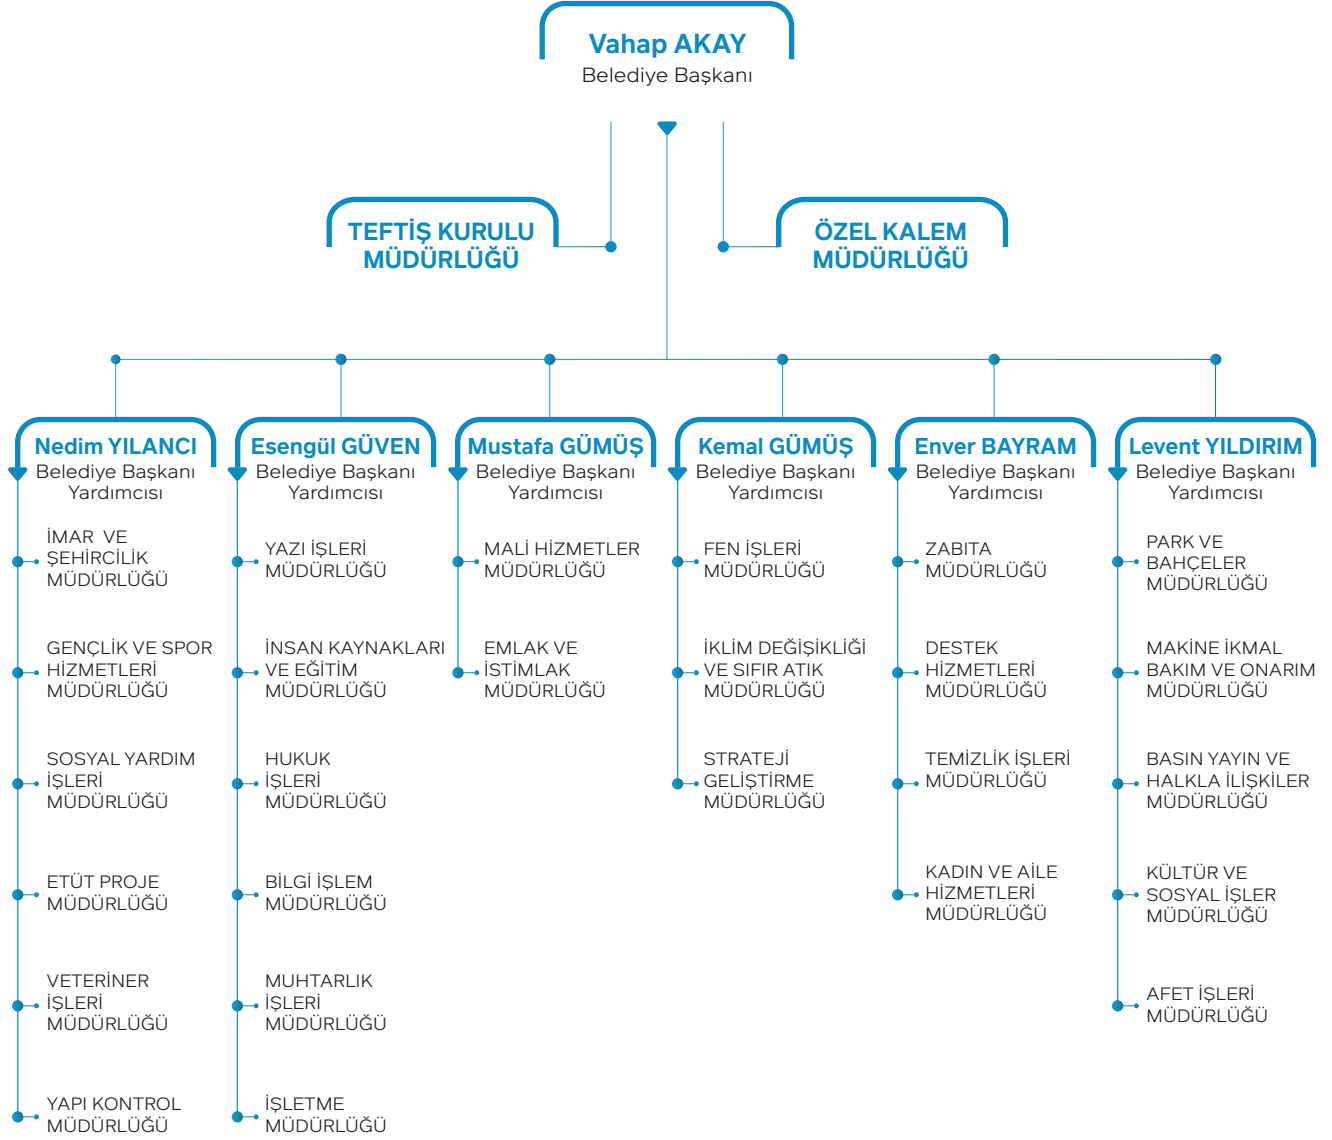 Vahap AKAY
Belediye Başkanı
TEFTİŞ KURULU
MÜDÜRLÜĞÜ
ÖZEL KALEM
MÜDÜRLÜĞÜ
Nedim YILANCI
Belediye Başkanı
Yardımcısı
İMAR VE
ŞEHİRCİLİK
MÜDÜRLÜĞÜ
GENÇLİK VE SPOR
HİZMETLERİ
MÜDÜRLÜĞÜ
SOSYAL YARDIM
İŞLERİ
MÜDÜRLÜĞÜ
ETÜT PROJE
MÜDÜRLÜĞÜ
VETERİNER
İŞLERİ
MÜDÜRLÜĞÜ
YAPI KONTROL
MÜDÜRLÜĞÜ
Esengül GÜVEN
Belediye Başkanı
Yardımcısı
YAZI İŞLERİ
MÜDÜRLÜĞÜ
İNSAN KAYNAKLARI
VE EĞİTİM
MÜDÜRLÜĞÜ
HUKUK
İŞLERİ
MÜDÜRLÜĞÜ
BİLGİ İŞLEM
MÜDÜRLÜĞÜ
MUHTARLIK
İŞLERİ
MÜDÜRLÜĞÜ
İŞLETME
MÜDÜRLÜĞÜ
Mustafa GÜMÜŞ
Belediye Başkanı
Yardımcısı
MALİ HİZMETLER
MÜDÜRLÜĞÜ
EMLAK VE
İSTİMLAK
MÜDÜRLÜĞÜ
Kemal GÜMÜŞ
Belediye Başkanı
Yardımcısı
FEN İŞLERİ
MÜDÜRLÜĞÜ
İKLİM DEĞİŞİKLİĞİ
VE SIFIR ATIK
MÜDÜRLÜĞÜ
STRATEJİ
GELİŞTİRME
MÜDÜRLÜĞÜ
Enver BAYRAM
Belediye Başkanı
Yardımcısı
ZABITA
MÜDÜRLÜĞÜ
DESTEK
HİZMETLERİ
MÜDÜRLÜĞÜ
TEMİZLİK İŞLERİ
MÜDÜRLÜĞÜ
KADIN VE AİLE
HİZMETLERİ
MÜDÜRLÜĞÜ
Levent YILDIRIM
Belediye Başkanı
Yardımcısı
PARK VE
BAHÇELER
MÜDÜRLÜĞÜ
MAKİNE İKMAL
BAKIM VE ONARIM
MÜDÜRLÜĞÜ
BASIN YAYIN VE
HALKLA İLİŞKİLER
MÜDÜRLÜĞÜ
KÜLTÜR VE
SOSYAL İŞLER
MÜDÜRLÜĞÜ
AFET İŞLERİ
MÜDÜRLÜĞÜ